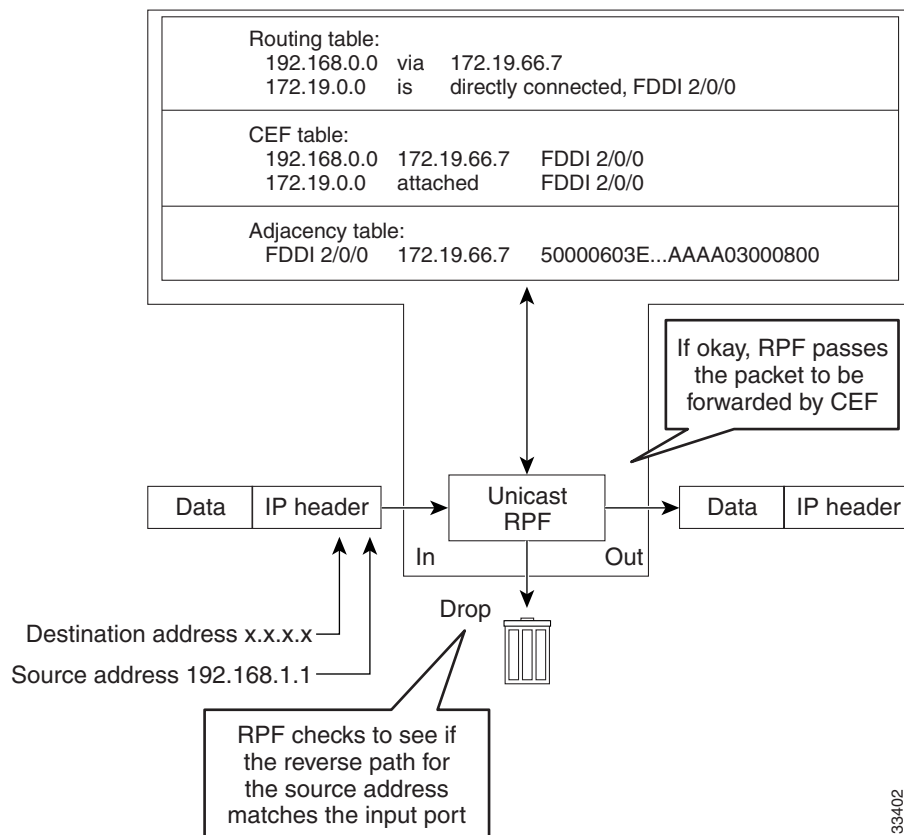 Routing table:
192.168.0.0 via 172.19.66.7
172.19.0.0 is directly connected, FDDI 2/0/0
CEF table:
192.168.0.0 172.19.66.7 FDDI 2/0/0
172.19.0.0 attached FDDI 2/0/0
Adjacency table:
FDDI 2/0/0 172.19.66.7 50000603E...AAAA03000800
If okay, RPF passes
the packet to be
forwarded by CEF
Data IP header
Unicast
RPF
Data IP header
In Out
Drop
Destination address x.x.x.x
Source address 192.168.1.1
RPF checks to see if
the reverse path for
the source address
matches the input port
33402